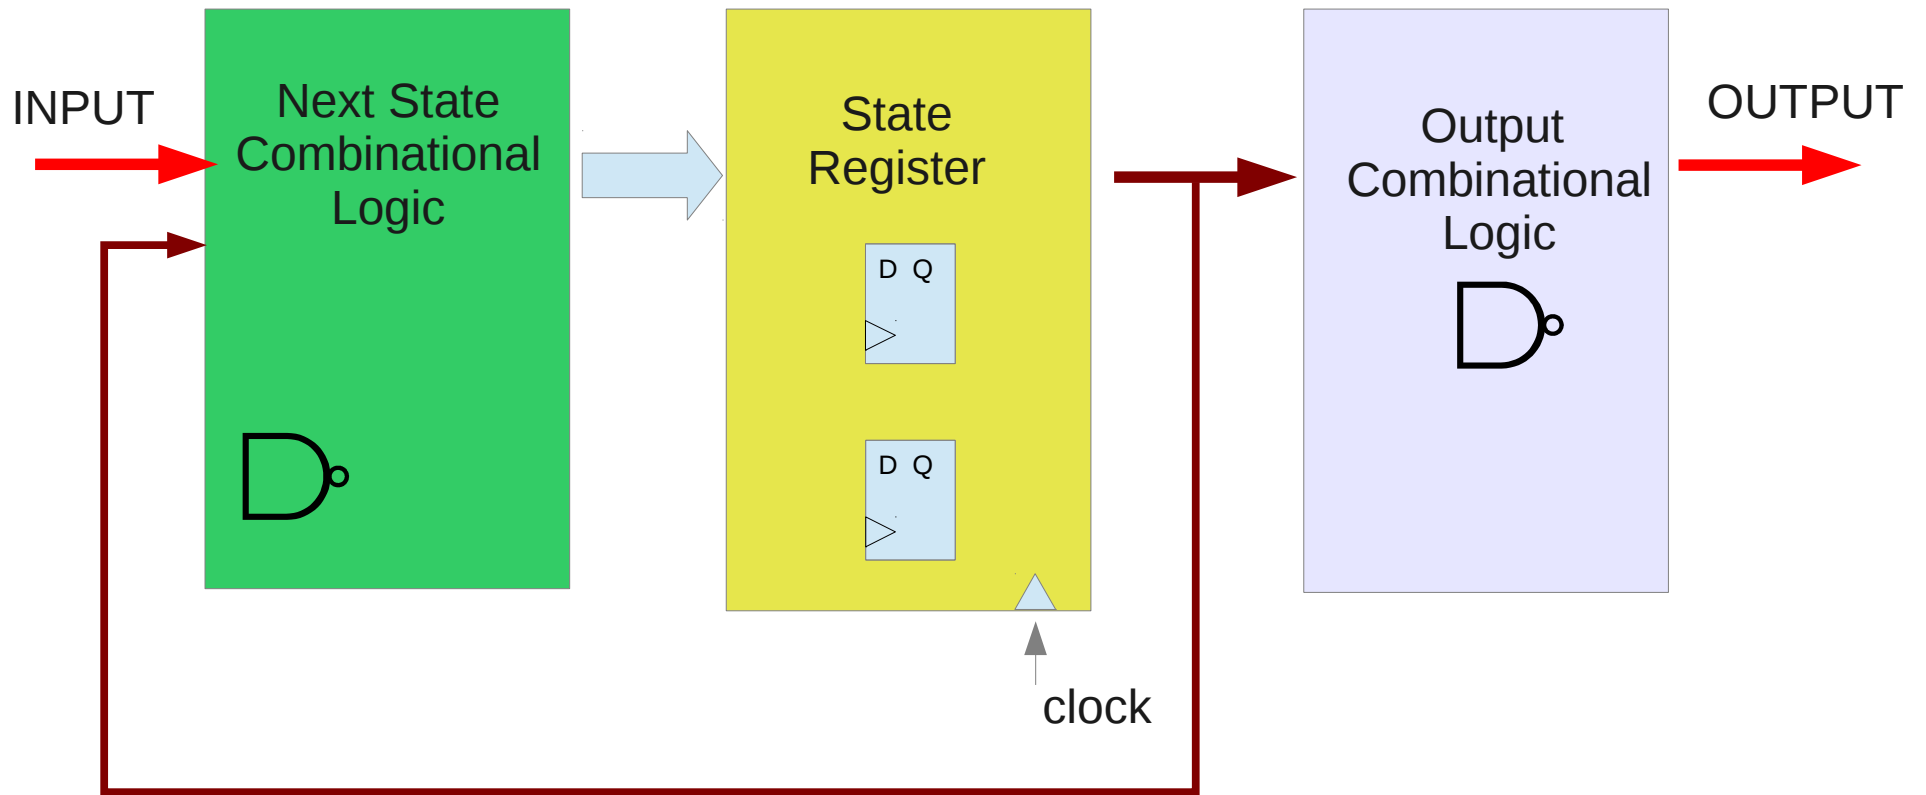 INPUT
Next State
Combinational
Logic
State
Register
D Q
D Q
clock
Output
Combinational
Logic
OUTPUT